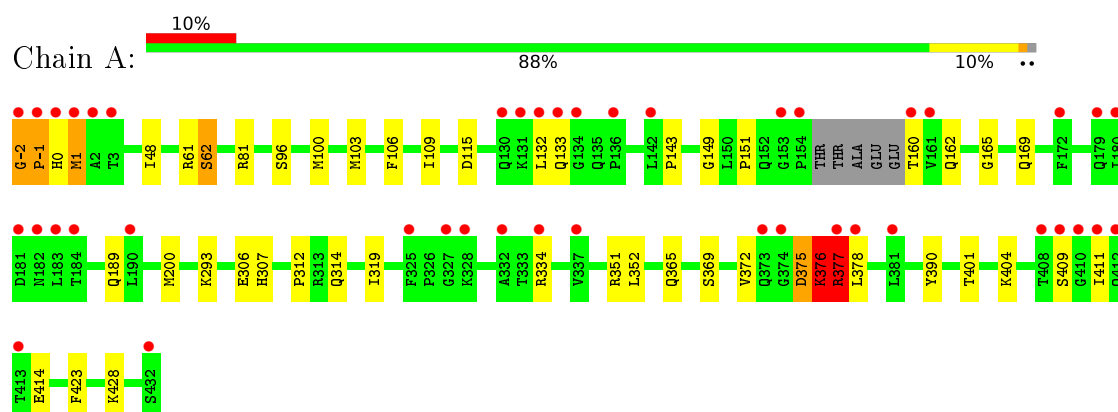 10%
Chain A:
88% 10% ••
G-2 P-1 H0 M1 A2 T3 I48 R61 S62 R81 S96 M100 M103 F106 I109 D115 Q130 K131 L132 Q133 G134 Q135 P136 L142 P143 G149 L150 P151 Q152 G153 P154 THR THR ALA GLU GLU T160 V161 Q162 G165 Q169 F172 Q179 I180
D181 N182 L183 T184 Q189 L190 M200 K293 E306 H307 P312 R313 Q314 I319 F325 P326 G327 K328 A332 T333 R334 V337 R351 L352 Q365 S369 V372 Q373 G374 D375 K376 R377 L378 L381 Y390 T401 K404 T408 S409 G410 I411 Q412
T413 E414 F423 K428 S432